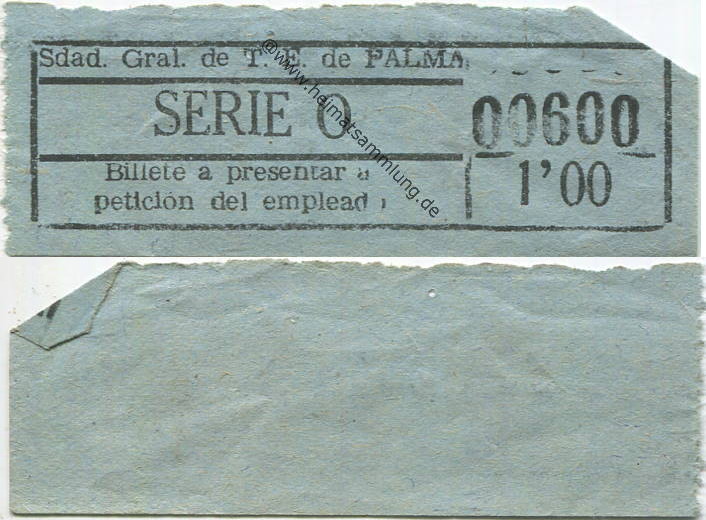 Sdad. Gral. de T. E. de PALMA
SERIE O
00600
Billete a presentar a
petición del emplead
1'00
@www.heimatsammlung.de